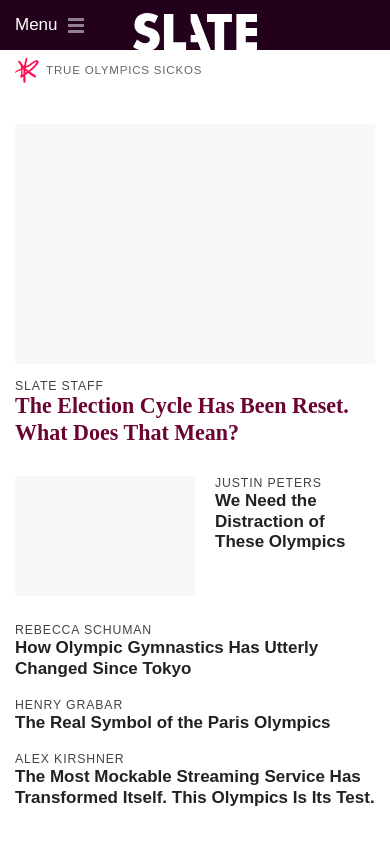 Menu
SLATE
TRUE OLYMPICS SICKOS
SLATE STAFF
The Election Cycle Has Been Reset.
What Does That Mean?
JUSTIN PETERS
We Need the
Distraction of
These Olympics
REBECCA SCHUMAN
How Olympic Gymnastics Has Utterly
Changed Since Tokyo
HENRY GRABAR
The Real Symbol of the Paris Olympics
ALEX KIRSHNER
The Most Mockable Streaming Service Has
Transformed Itself. This Olympics Is Its Test.